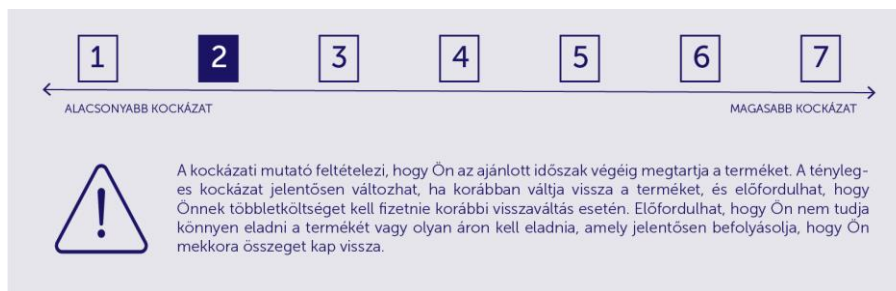 1 2 3 4 5 6 7
ALACSONYABB KOCKÁZAT MAGASABB KOCKÁZAT
A kockázati mutató feltételezi, hogy Ön az ajánlott időszak végéig megtartja a terméket. A tényleg-
es kockázat jelentősen változhat, ha korábban váltja vissza a terméket, és előfordulhat, hogy
Önnek többletköltséget kell fizetnie korábbi visszaváltás esetén. Előfordulhat, hogy Ön nem tudja
könnyen eladni a termékét vagy olyan áron kell eladnia, amely jelentősen befolyásolja, hogy Ön
mekkora összeget kap vissza.